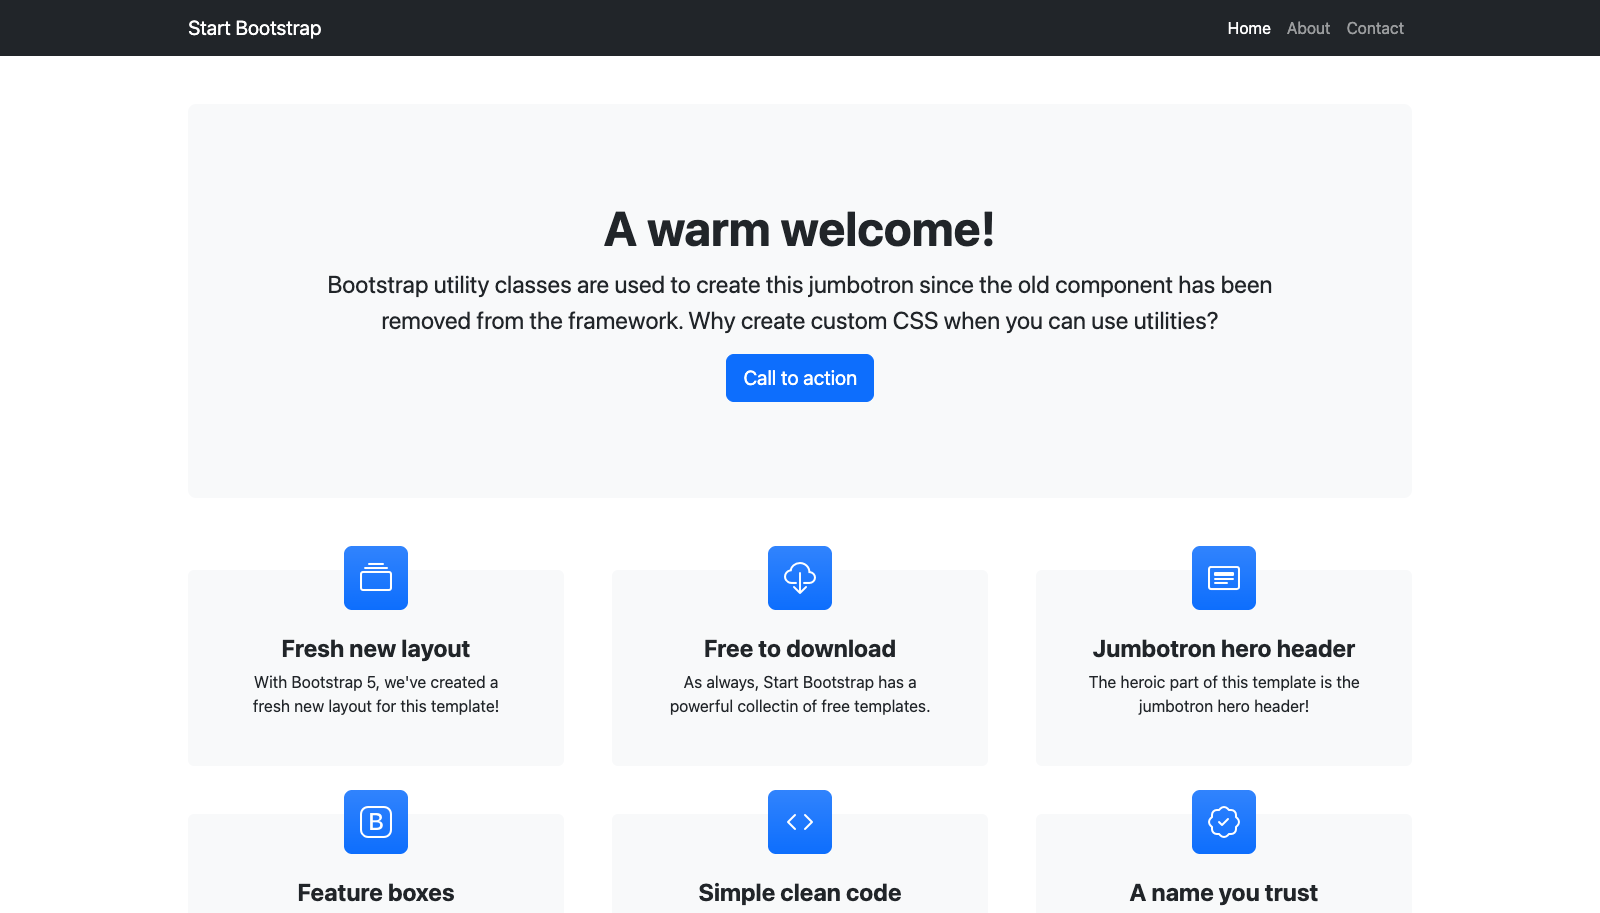 Start Bootstrap
Home About Contact
A warm welcome!
Bootstrap utility classes are used to create this jumbotron since the old component has been
removed from the framework. Why create custom CSS when you can use utilities?
Call to action
Fresh new layout
With Bootstrap 5, we've created a
fresh new layout for this template!
Free to download
As always, Start Bootstrap has a
powerful collectin of free templates.
Jumbotron hero header
The heroic part of this template is the
jumbotron hero header!
B
Feature boxes
Simple clean code
A name you trust